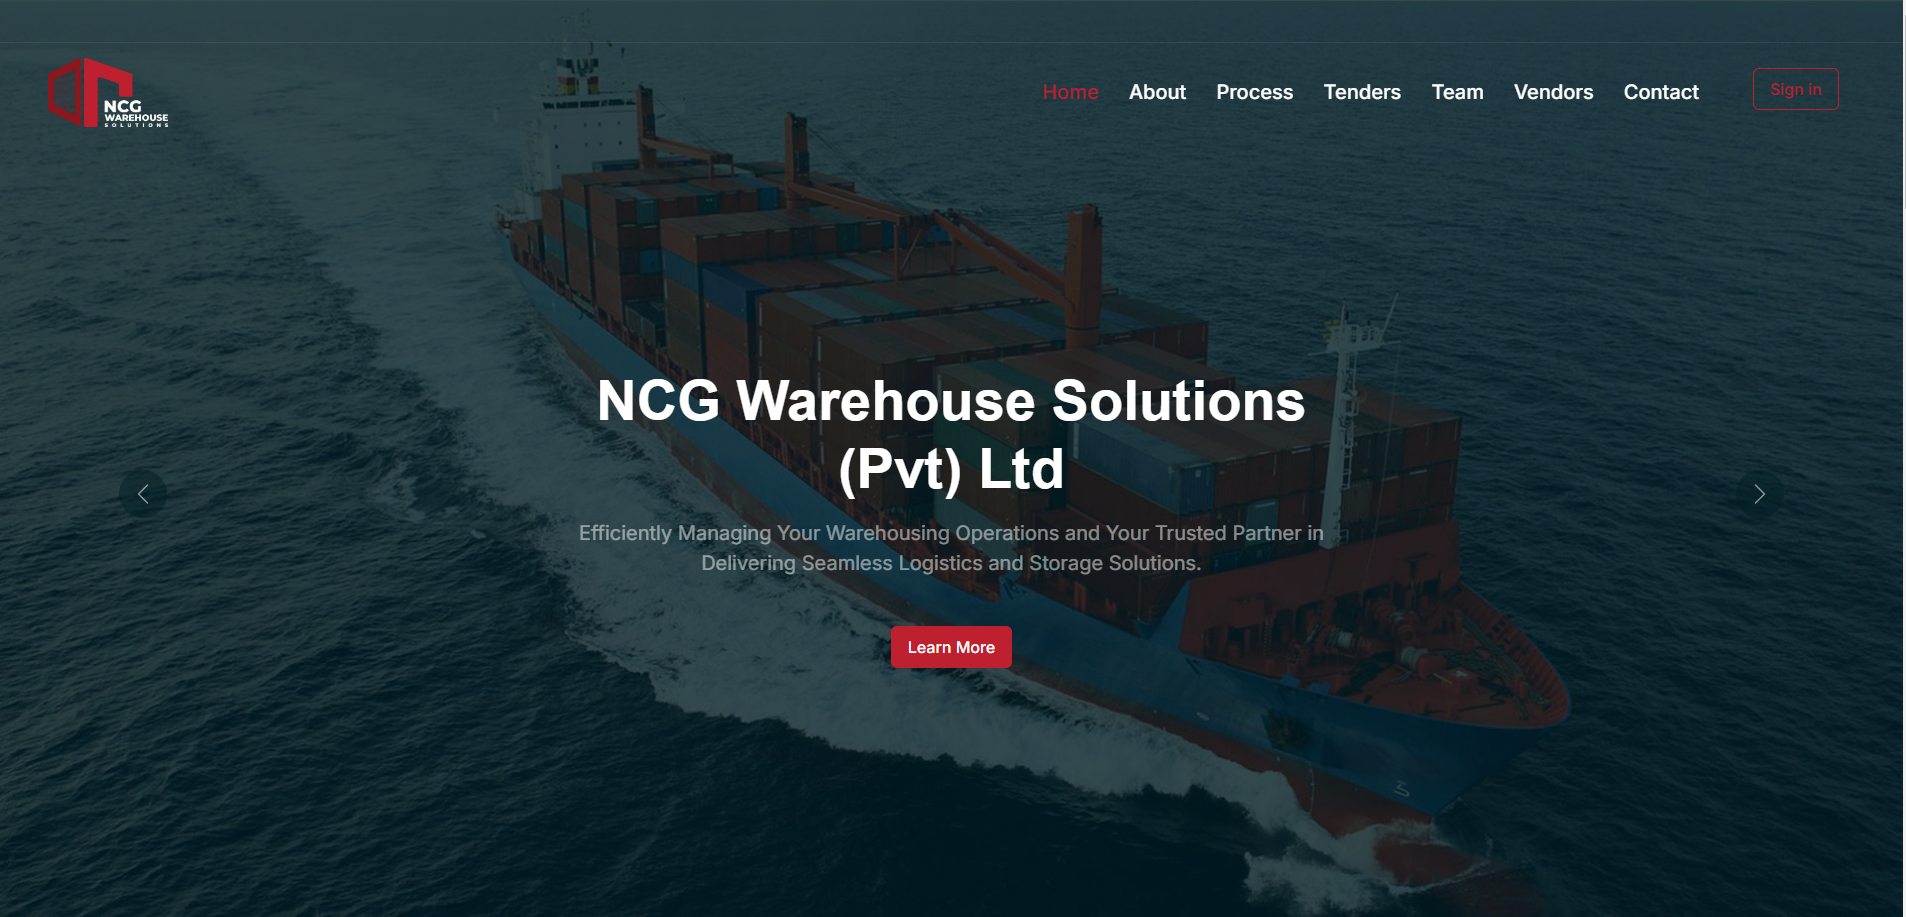 NCG
WAREHOUSE
SOLUTIONS
Home About Process Tenders Team Vendors Contact Sign in
NCG Warehouse Solutions
(Pvt) Ltd
Efficiently Managing Your Warehousing Operations and Your Trusted Partner in
Delivering Seamless Logistics and Storage Solutions.
Learn More